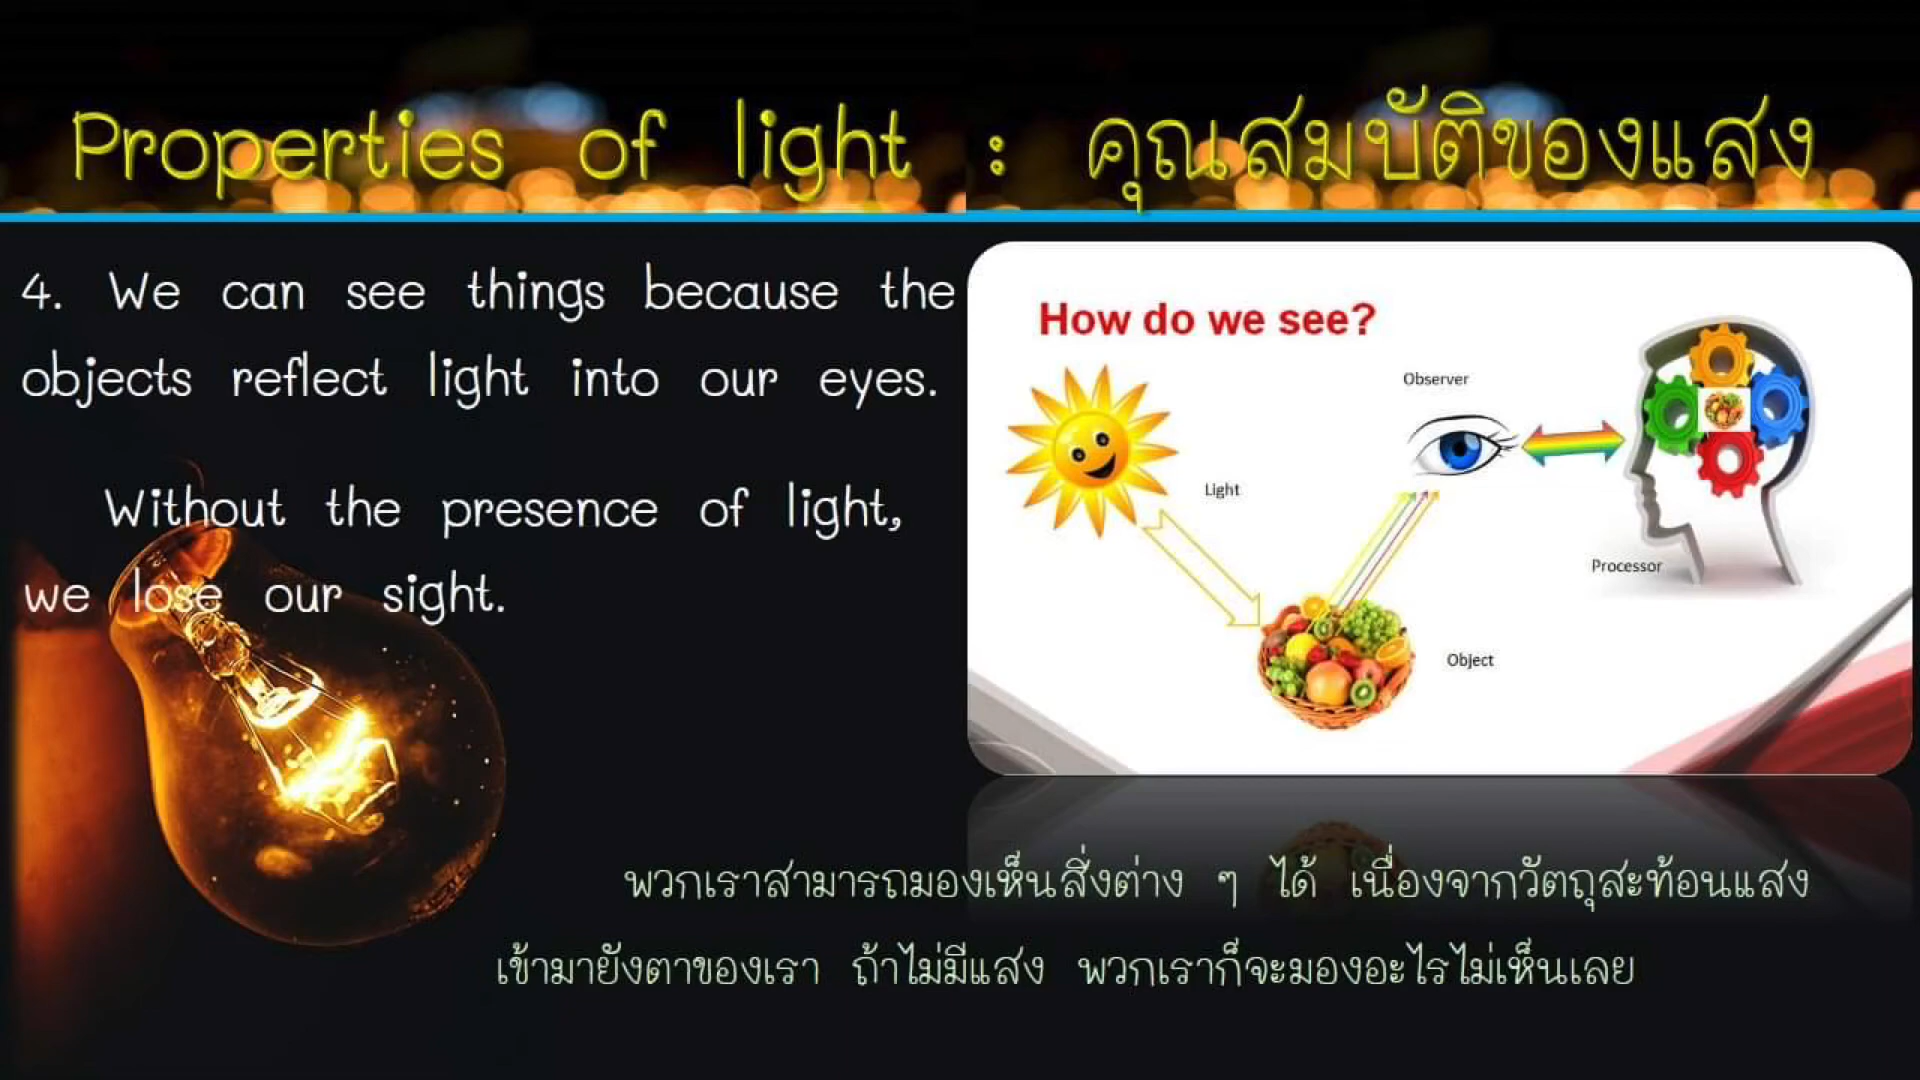 Properties of light : คุณสมบัติของแสง
4. We can see things because the
objects reflect light into our eyes.
Without the presence of light,
we lose our sight.
How do we see?
Observer
Light
Processor
Object
พวกเราสามารถมองเห็นสิ่งต่าง ๆ ได้ เนื่องจากวัตถุสะท้อนแสง
เข้ามายังตาของเรา ถ้าไม่มีแสง พวกเราก็จะมองอะไรไม่เห็นเลย